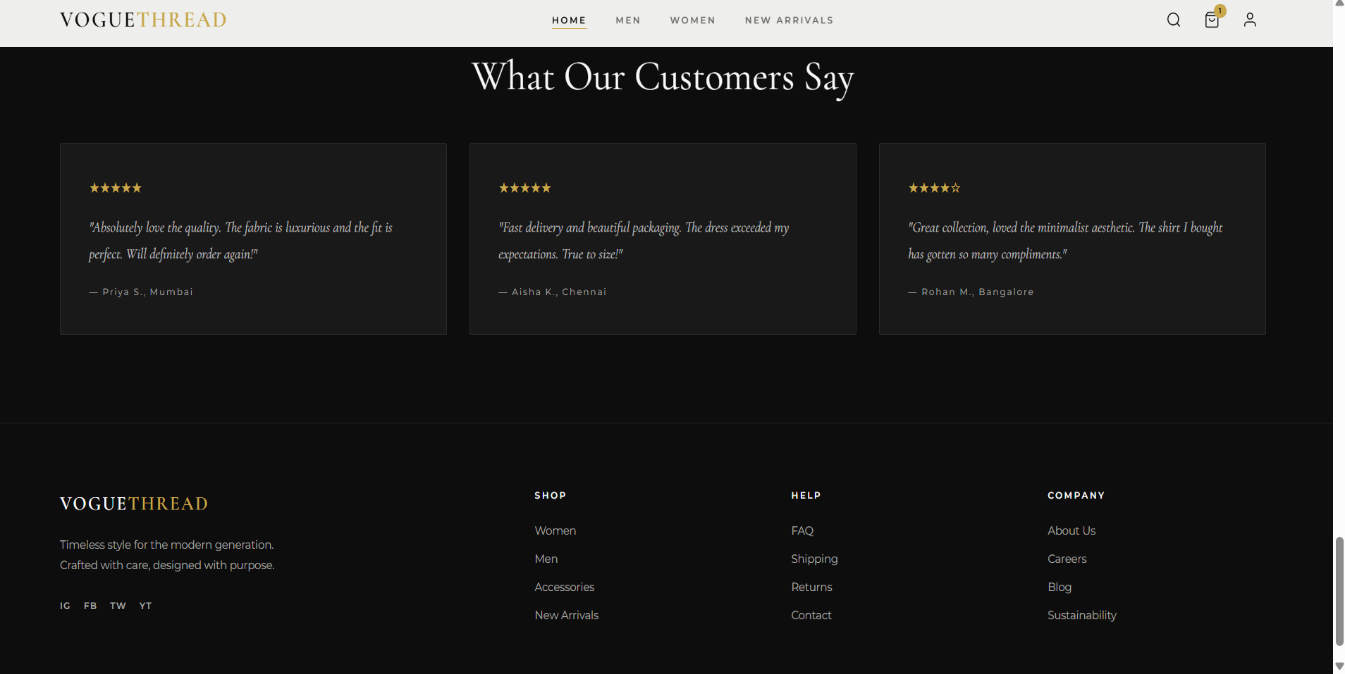 VOGUETHREAD
HOME MEN WOMEN NEW ARRIVALS
1
What Our Customers Say
★★★★★
"Absolutely love the quality. The fabric is luxurious and the fit is
perfect. Will definitely order again!"
— Priya S., Mumbai
★★★★★
"Fast delivery and beautiful packaging. The dress exceeded my
expectations. True to size!"
— Aisha K., Chennai
★★★★☆
"Great collection, loved the minimalist aesthetic. The shirt I bought
has gotten so many compliments."
— Rohan M., Bangalore
VOGUETHREAD
Timeless style for the modern generation.
Crafted with care, designed with purpose.
IG FB TW YT
SHOP
Women
Men
Accessories
New Arrivals
HELP
FAQ
Shipping
Returns
Contact
COMPANY
About Us
Careers
Blog
Sustainability